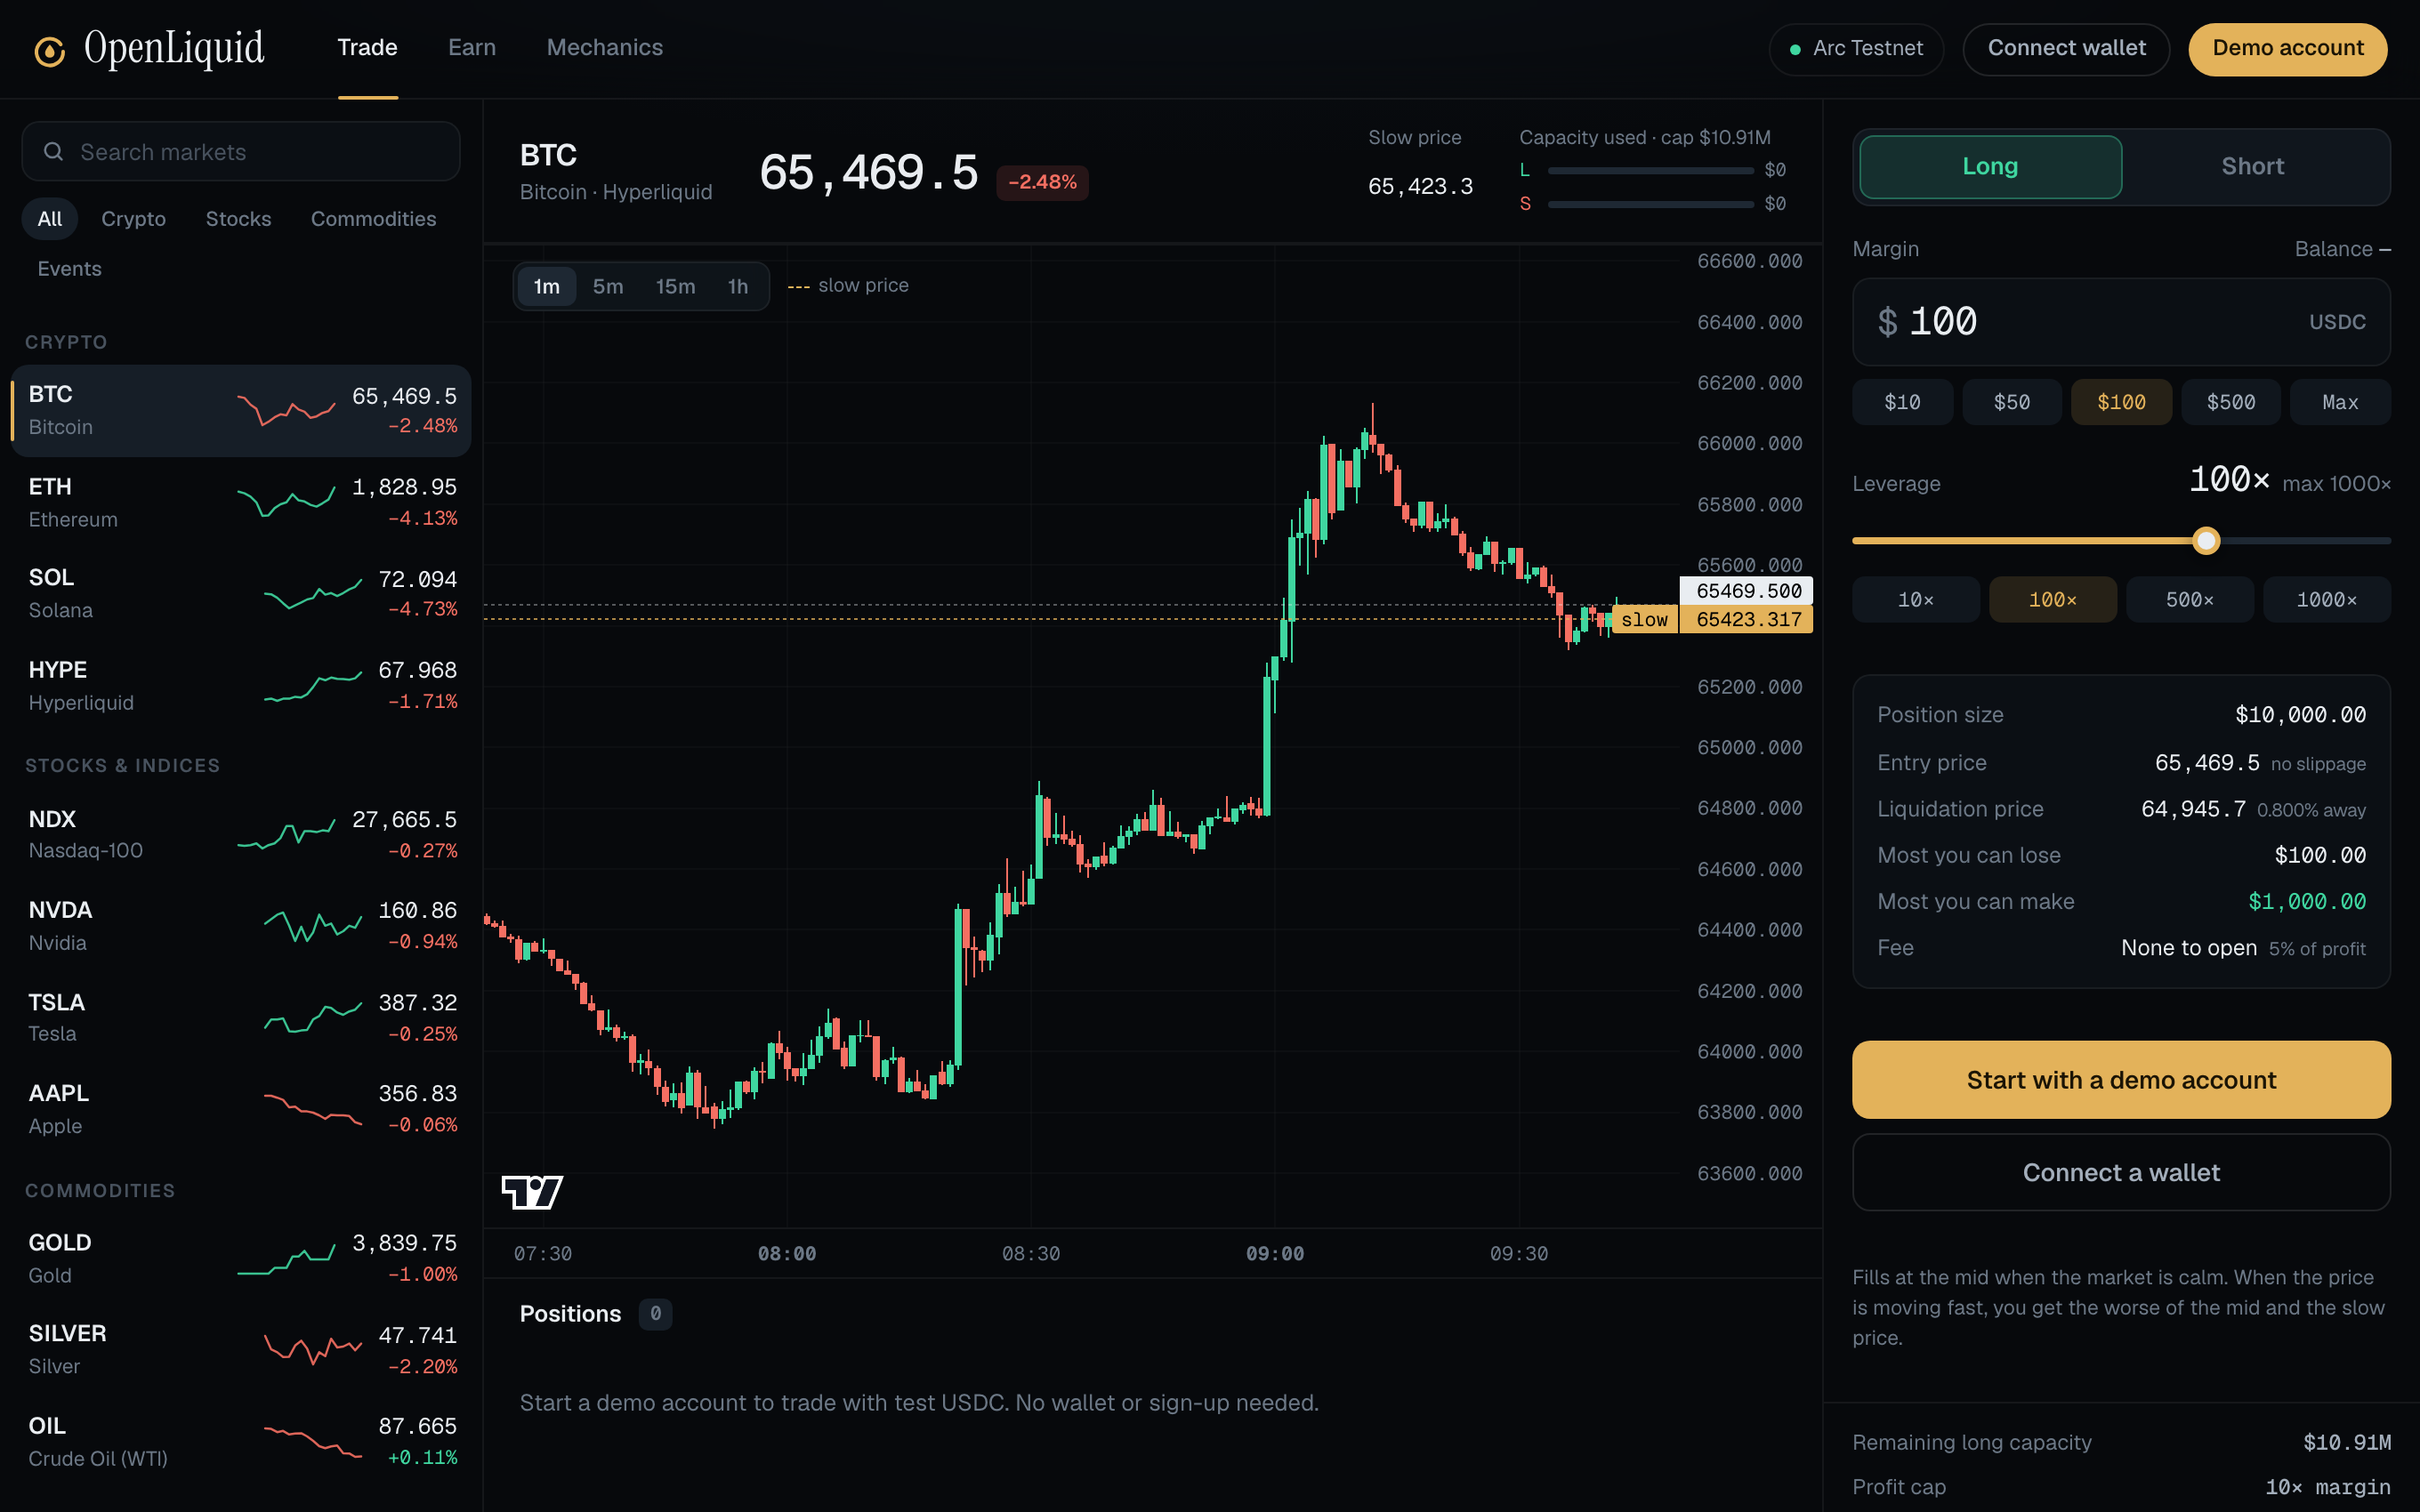 OpenLiquid
Trade
Earn
Mechanics
Arc Testnet
Connect wallet
Demo account
Search markets
All
Crypto
Stocks
Commodities
Events
CRYPTO
BTC
65,469.5
Bitcoin
−2.48%
ETH
1,828.95
Ethereum
−4.13%
SOL
72.094
Solana
−4.73%
HYPE
67.968
Hyperliquid
−1.71%
STOCKS & INDICES
NDX
27,665.5
Nasdaq-100
−0.27%
NVDA
160.86
Nvidia
−0.94%
TSLA
387.32
Tesla
−0.25%
AAPL
356.83
Apple
−0.06%
COMMODITIES
GOLD
3,839.75
Gold
−1.00%
SILVER
47.741
Silver
−2.20%
OIL
87.665
Crude Oil (WTI)
+0.11%
BTC
Bitcoin · Hyperliquid
65,469.5
−2.48%
Slow price
65,423.3
Capacity used · cap $10.91M
L
$0
S
$0
1m
5m
15m
1h
slow price
66600.000
66400.000
66200.000
66000.000
65800.000
65600.000
65469.500
slow
65423.317
65200.000
65000.000
64800.000
64600.000
64400.000
64200.000
64000.000
63800.000
63600.000
07:30
08:00
08:30
09:00
09:30
Positions
0
Start a demo account to trade with test USDC. No wallet or sign-up needed.
Long
Short
Margin
Balance –
$ 100
USDC
$10
$50
$100
$500
Max
Leverage
100× max 1000×
10×
100×
500×
1000×
Position size
$10,000.00
Entry price
65,469.5 no slippage
Liquidation price
64,945.7 0.800% away
Most you can lose
$100.00
Most you can make
$1,000.00
Fee
None to open 5% of profit
Start with a demo account
Connect a wallet
Fills at the mid when the market is calm. When the price
is moving fast, you get the worse of the mid and the slow
price.
Remaining long capacity
$10.91M
Profit cap
10× margin